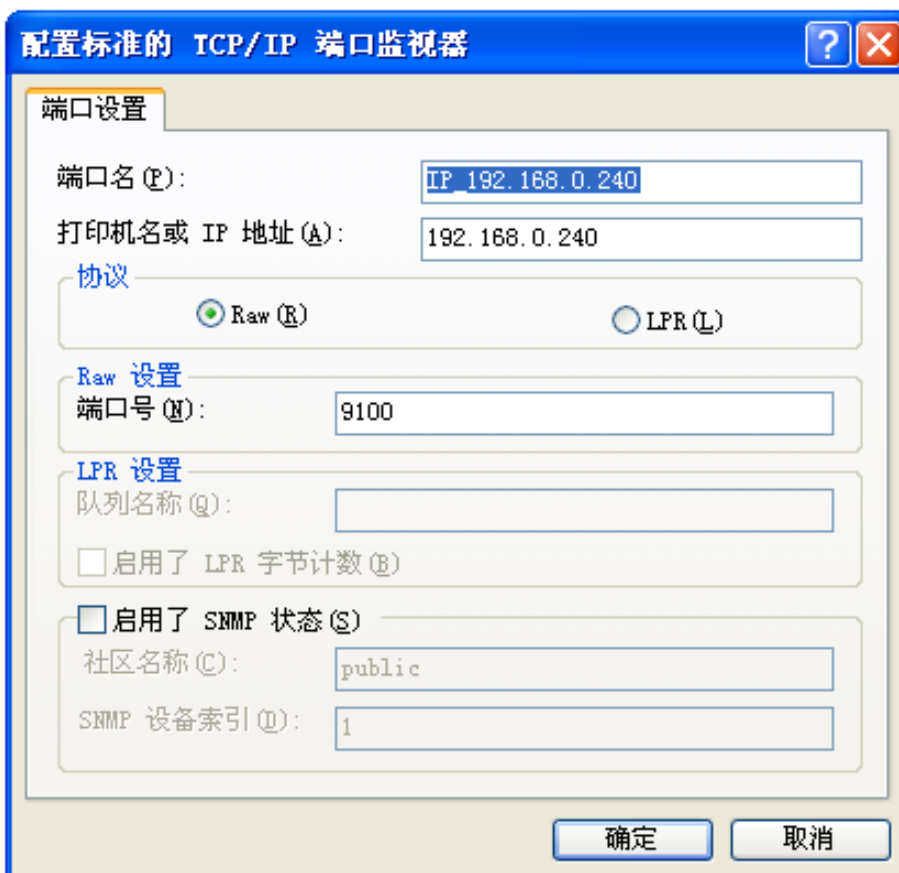 配置标准的 TCP/IP 端口监视器
端口设置
端口名(P):
IP_192.168.0.240
打印机名或 IP 地址(A):
192.168.0.240
协议
Raw(R)
LPR(L)
Raw 设置
端口号(N):
9100
LPR 设置
队列名称(Q):
启用了 LPR 字节计数(B)
启用了 SNMP 状态(S)
社区名称(C):
public
SNMP 设备索引(D):
1
确定
取消